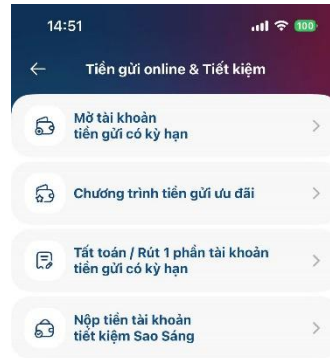 14:51
100
Tiền gửi online & Tiết kiệm
Mở tài khoản
tiền gửi có kỳ hạn
Chương trình tiền gửi ưu đãi
Tất toán / Rút 1 phần tài khoản
tiền gửi có kỳ hạn
Nộp tiền tài khoản
tiết kiệm Sao Sáng